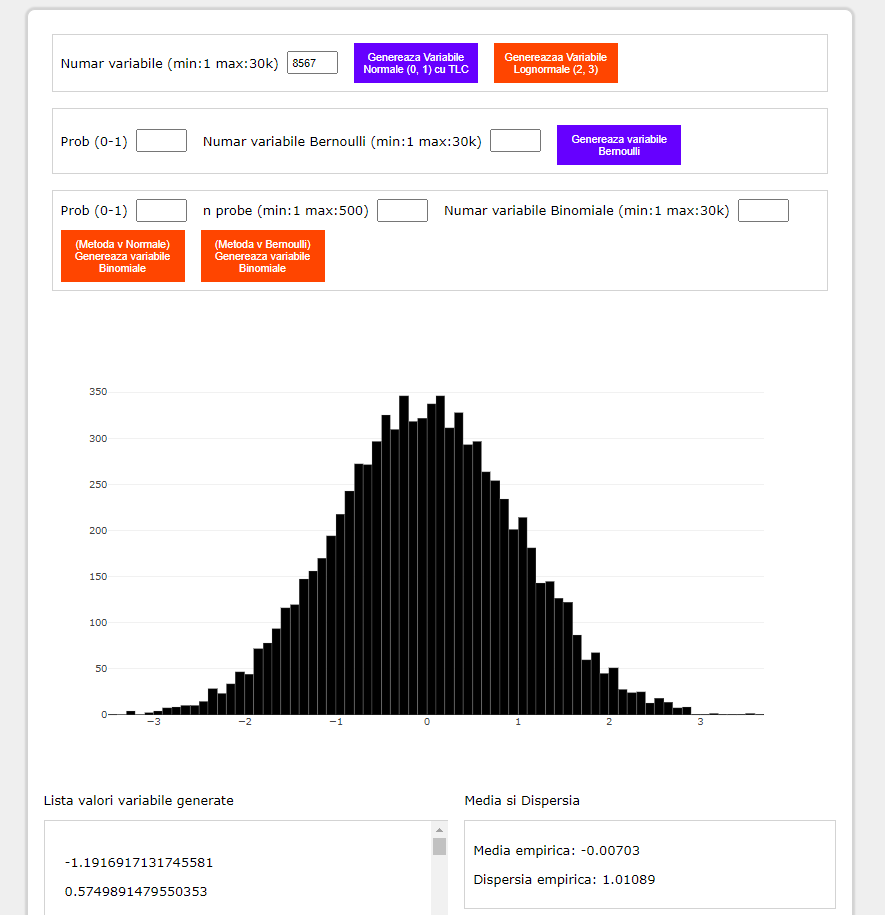 Numar variabile (min:1 max:30k) 8567 Genereaza Variabile Genereazaa Variabile
Normale (0, 1) cu TLC Lognormale (2, 3)
Prob (0-1) Numar variabile Bernoulli (min:1 max:30k) Genereaza variabile
Bernoulli
Prob (0-1) n probe (min:1 max:500) Numar variabile Binomiale (min:1 max:30k)
(Metoda v Normale) (Metoda v Bernoulli)
Genereaza variabile Genereaza variabile
Binomiale Binomiale
350
300
250
200
150
100
50
0
−3 −2 −1 0 1 2 3
Lista valori variabile generate Media si Dispersia
-1.1916917131745581
0.5749891479550353
Media empirica: -0.00703
Dispersia empirica: 1.01089